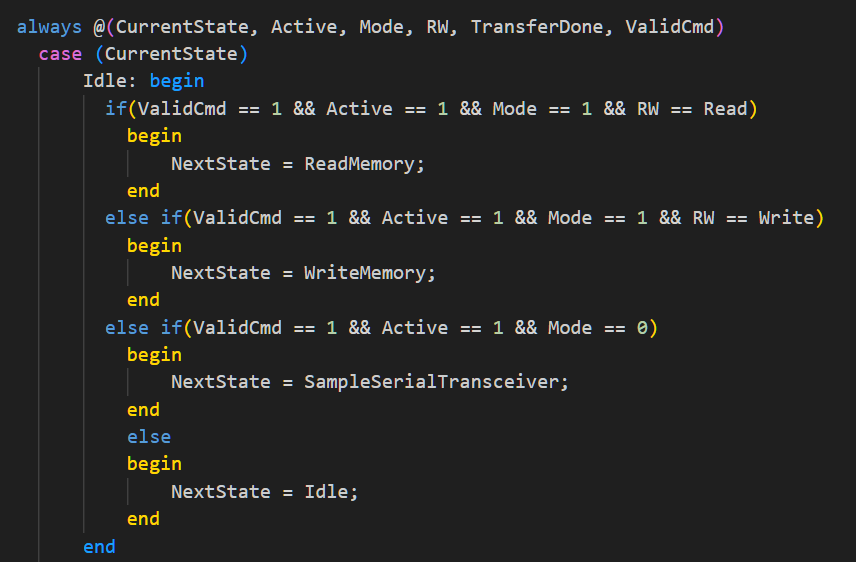 always @(CurrentState, Active, Mode, RW, TransferDone, ValidCmd)
  case (CurrentState)
      Idle: begin
        if(ValidCmd == 1 && Active == 1 && Mode == 1 && RW == Read)
          begin
              NextState = ReadMemory;
          end
        else if(ValidCmd == 1 && Active == 1 && Mode == 1 && RW == Write)
          begin
              NextState = WriteMemory;
          end
        else if(ValidCmd == 1 && Active == 1 && Mode == 0)
          begin
              NextState = SampleSerialTransceiver;
          end
          else
          begin
              NextState = Idle;
          end
      end